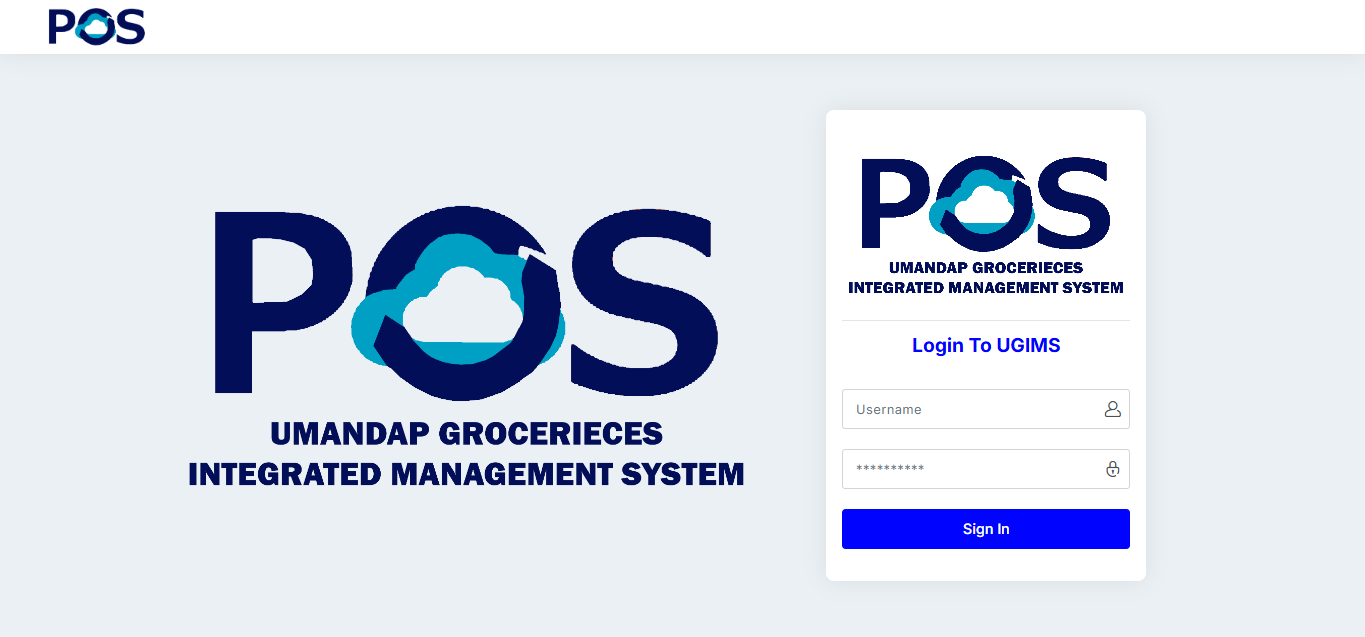 POS
POS
UMANDAP GROCERIECES
INTEGRATED MANAGEMENT SYSTEM
POS
UMANDAP GROCERIECES
INTEGRATED MANAGEMENT SYSTEM
Login To UGIMS
Username
**********
Sign In